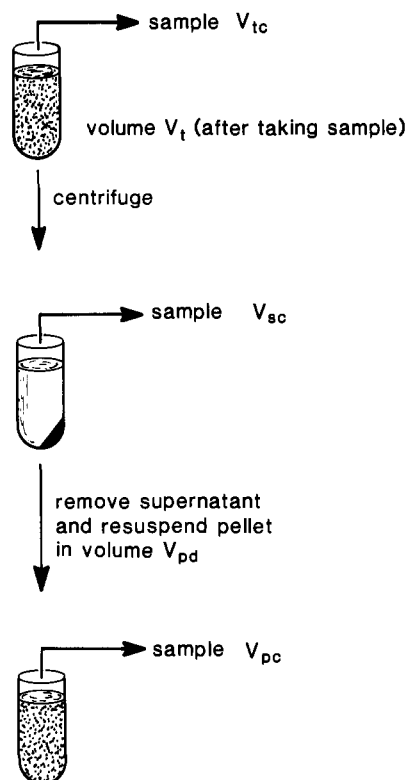 sample V_tc
volume V_t (after taking sample)
centrifuge
sample V_sc
remove supernatant
and resuspend pellet
in volume V_pd
sample V_pc